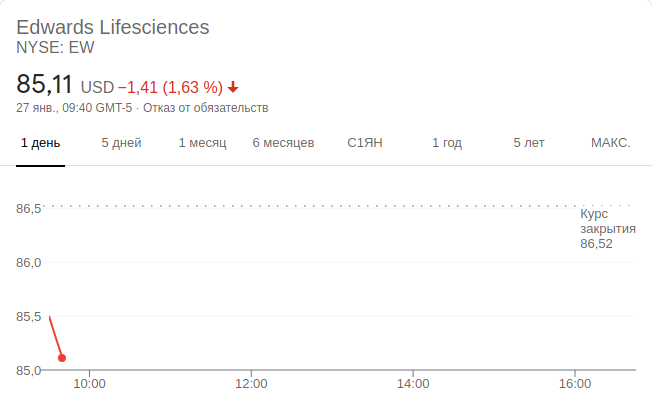 Edwards Lifesciences
NYSE: EW
85,11 USD −1,41 (1,63 %)
27 янв., 09:40 GMT-5 · Отказ от обязательств
1 день 5 дней 1 месяц 6 месяцев С1ЯН 1 год 5 лет МАКС.
86,5
Курс
закрытия
86,52
86,0
85,5
85,0
10:00 12:00 14:00 16:00